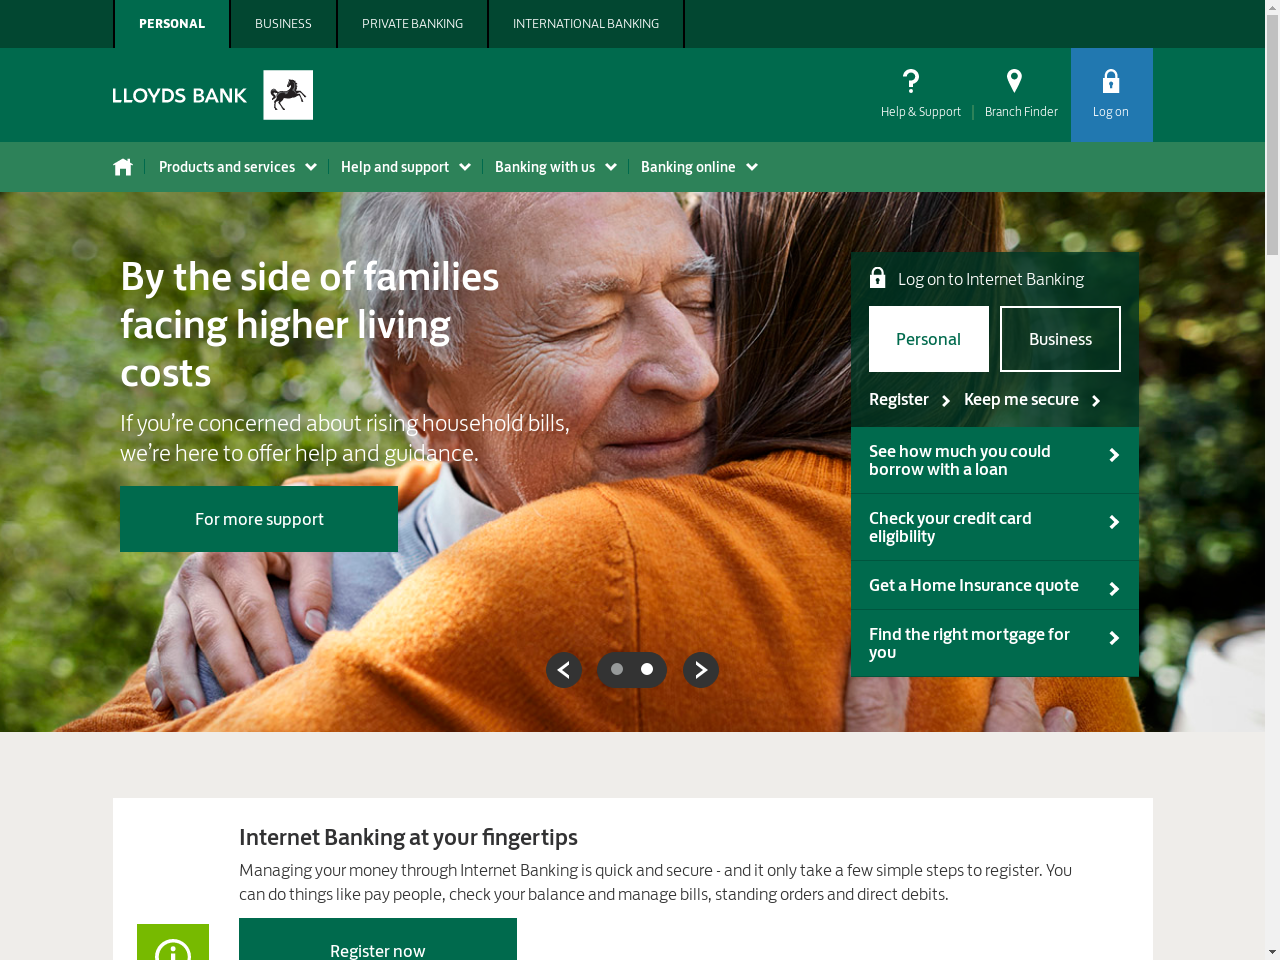 PERSONAL
BUSINESS
PRIVATE BANKING
INTERNATIONAL BANKING
LLOYDS BANK
Help & Support
Branch Finder
Log on
Products and services
Help and support
Banking with us
Banking online
By the side of families
facing higher living
costs
If you’re concerned about rising household bills,
we’re here to offer help and guidance.
For more support
Log on to Internet Banking
Personal
Business
Register
Keep me secure
See how much you could
borrow with a loan
Check your credit card
eligibility
Get a Home Insurance quote
Find the right mortgage for
you
Internet Banking at your fingertips
Managing your money through Internet Banking is quick and secure - and it only take a few simple steps to register. You
can do things like pay people, check your balance and manage bills, standing orders and direct debits.
Register now